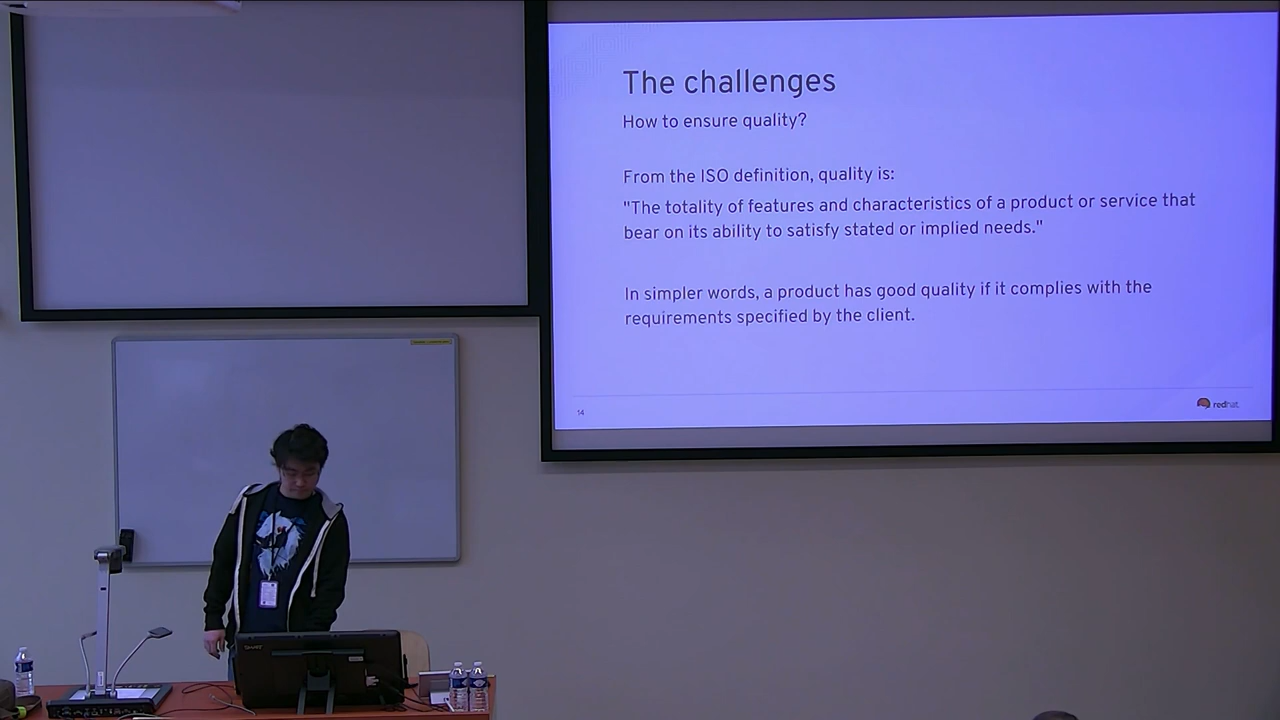 The challenges
How to ensure quality?
From the ISO definition, quality is:
"The totality of features and characteristics of a product or service that
bear on its ability to satisfy stated or implied needs."
In simpler words, a product has good quality if it complies with the
requirements specified by the client.
14
redhat.
SMART